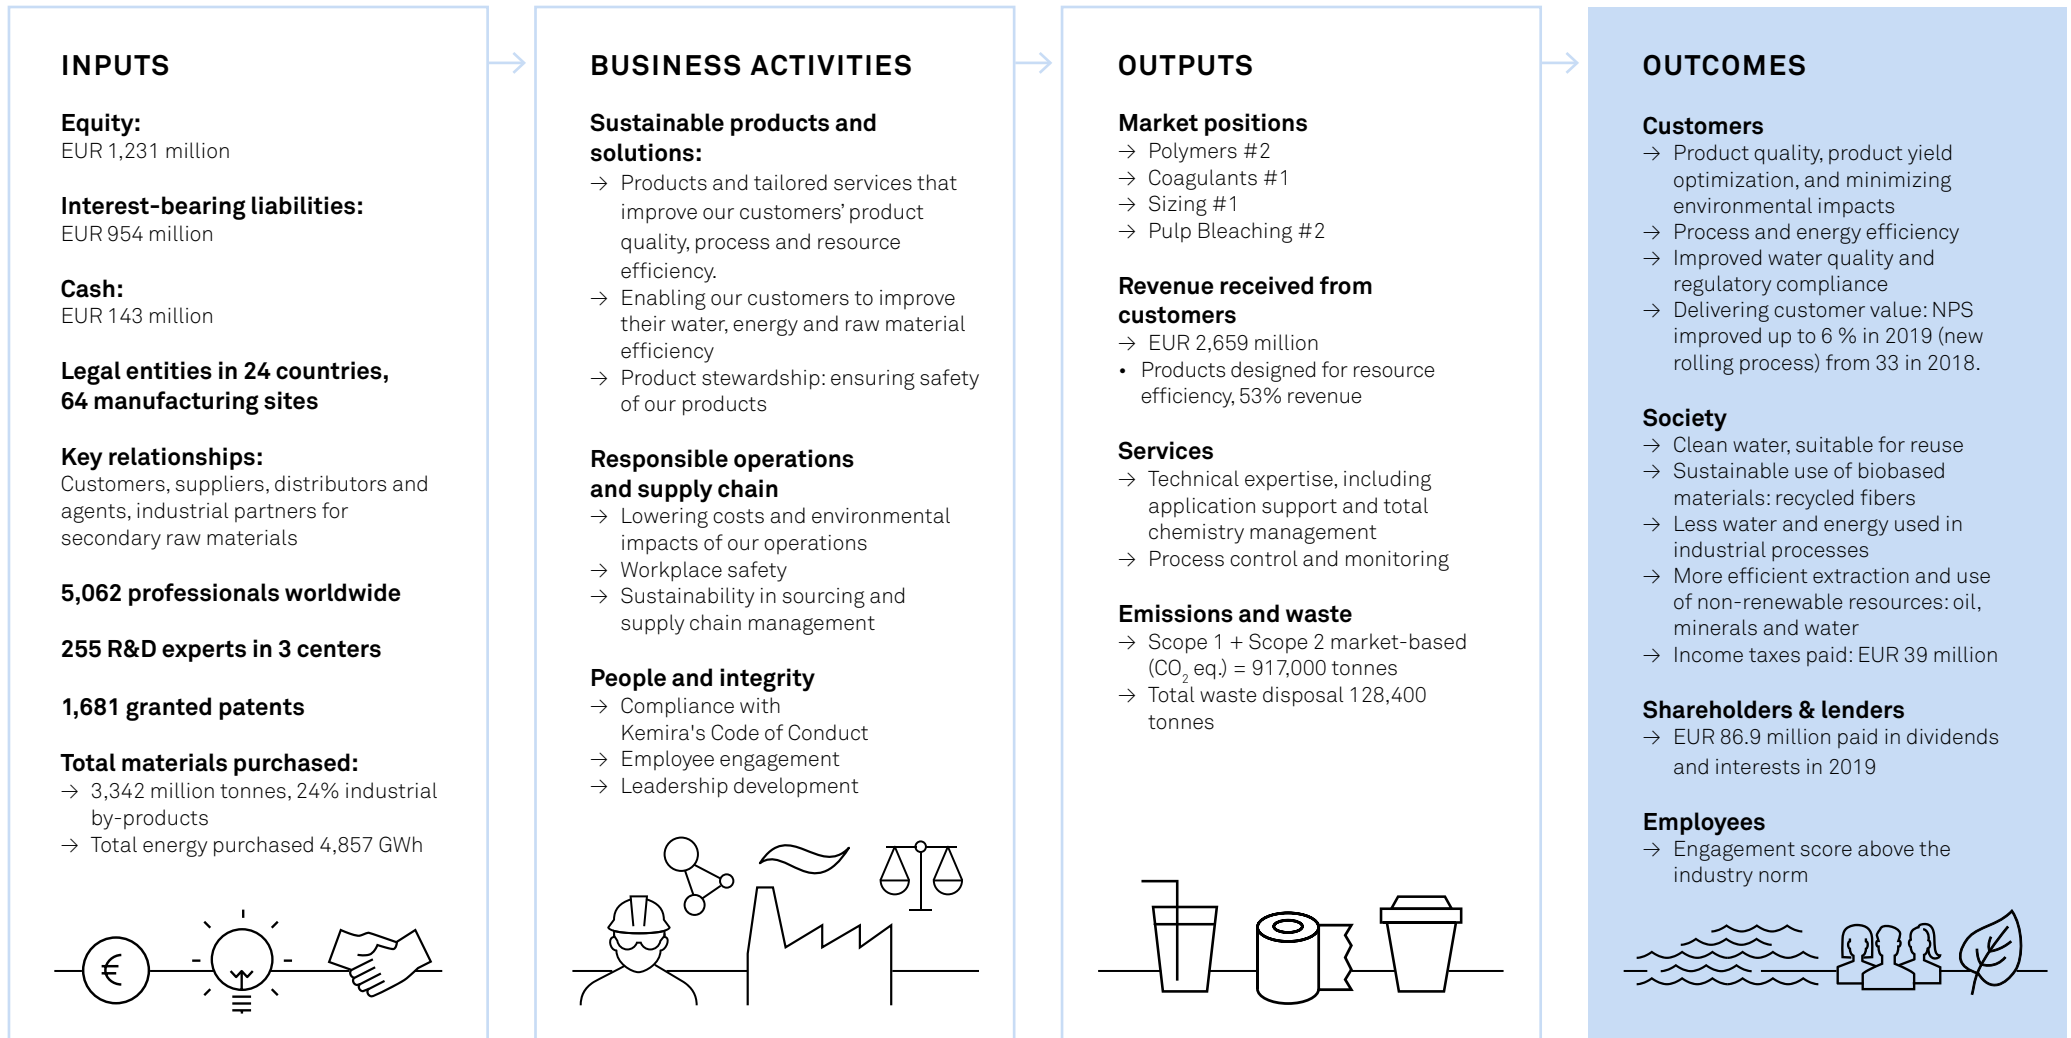 INPUTS
Equity:
EUR 1,231 million
Interest-bearing liabilities:
EUR 954 million
Cash:
EUR 143 million
Legal entities in 24 countries,
64 manufacturing sites
Key relationships:
Customers, suppliers, distributors and
agents, industrial partners for
secondary raw materials
5,062 professionals worldwide
255 R&D experts in 3 centers
1,681 granted patents
Total materials purchased:
→ 3,342 million tonnes, 24% industrial
by-products
→ Total energy purchased 4,857 GWh
€
BUSINESS ACTIVITIES
Sustainable products and
solutions:
→ Products and tailored services that
improve our customers’ product
quality, process and resource
efficiency.
→ Enabling our customers to improve
their water, energy and raw material
efficiency
→ Product stewardship: ensuring safety
of our products
Responsible operations
and supply chain
→ Lowering costs and environmental
impacts of our operations
→ Workplace safety
→ Sustainability in sourcing and
supply chain management
People and integrity
→ Compliance with
Kemira's Code of Conduct
→ Employee engagement
→ Leadership development
OUTPUTS
Market positions
→ Polymers #2
→ Coagulants #1
→ Sizing #1
→ Pulp Bleaching #2
Revenue received from
customers
→ EUR 2,659 million
• Products designed for resource
efficiency, 53% revenue
Services
→ Technical expertise, including
application support and total
chemistry management
→ Process control and monitoring
Emissions and waste
→ Scope 1 + Scope 2 market-based
(CO₂ eq.) = 917,000 tonnes
→ Total waste disposal 128,400
tonnes
OUTCOMES
Customers
→ Product quality, product yield
optimization, and minimizing
environmental impacts
→ Process and energy efficiency
→ Improved water quality and
regulatory compliance
→ Delivering customer value: NPS
improved up to 6 % in 2019 (new
rolling process) from 33 in 2018.
Society
→ Clean water, suitable for reuse
→ Sustainable use of biobased
materials: recycled fibers
→ Less water and energy used in
industrial processes
→ More efficient extraction and use
of non-renewable resources: oil,
minerals and water
→ Income taxes paid: EUR 39 million
Shareholders & lenders
→ EUR 86.9 million paid in dividends
and interests in 2019
Employees
→ Engagement score above the
industry norm